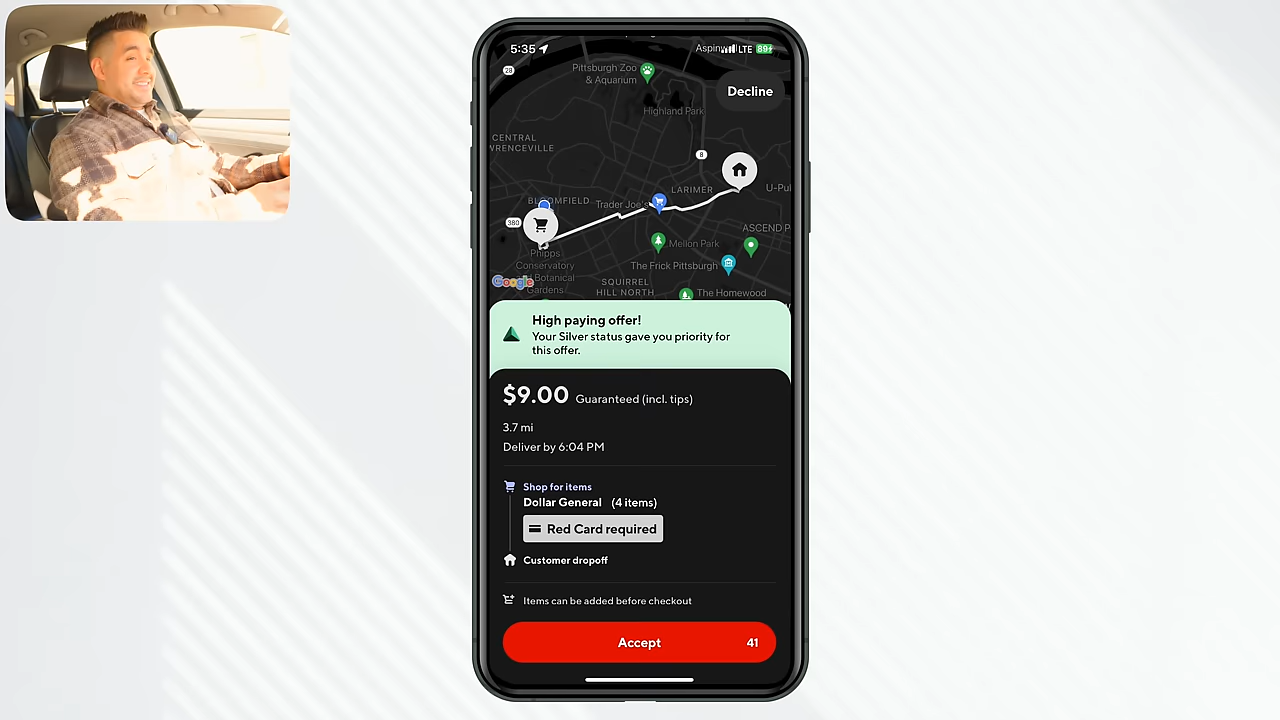 5:35
Aspinwall LTE 89
28
Pittsburgh Zoo
& Aquarium
Decline
Highland Park
CENTRAL
WRENCEVILLE
8
LARIMER
U-Pul
BLOOMFIELD
Trader Joe's
380
ASCEND P
Mellon Park
Phipps
Conservatory
Botanical
Gardens
The Frick Pittsburgh
Google
SQUIRREL
HILL NORTH
The Homewood
High paying offer!
Your Silver status gave you priority for
this offer.
$9.00 Guaranteed (incl. tips)
3.7 mi
Deliver by 6:04 PM
Shop for items
Dollar General (4 items)
Red Card required
Customer dropoff
Items can be added before checkout
Accept 41